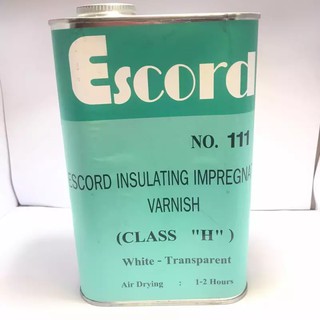 Escord
NO. 111
ESCORD INSULATING IMPREGNA
VARNISH
(CLASS "H")
White - Transparent
Air Drying : 1-2 Hours